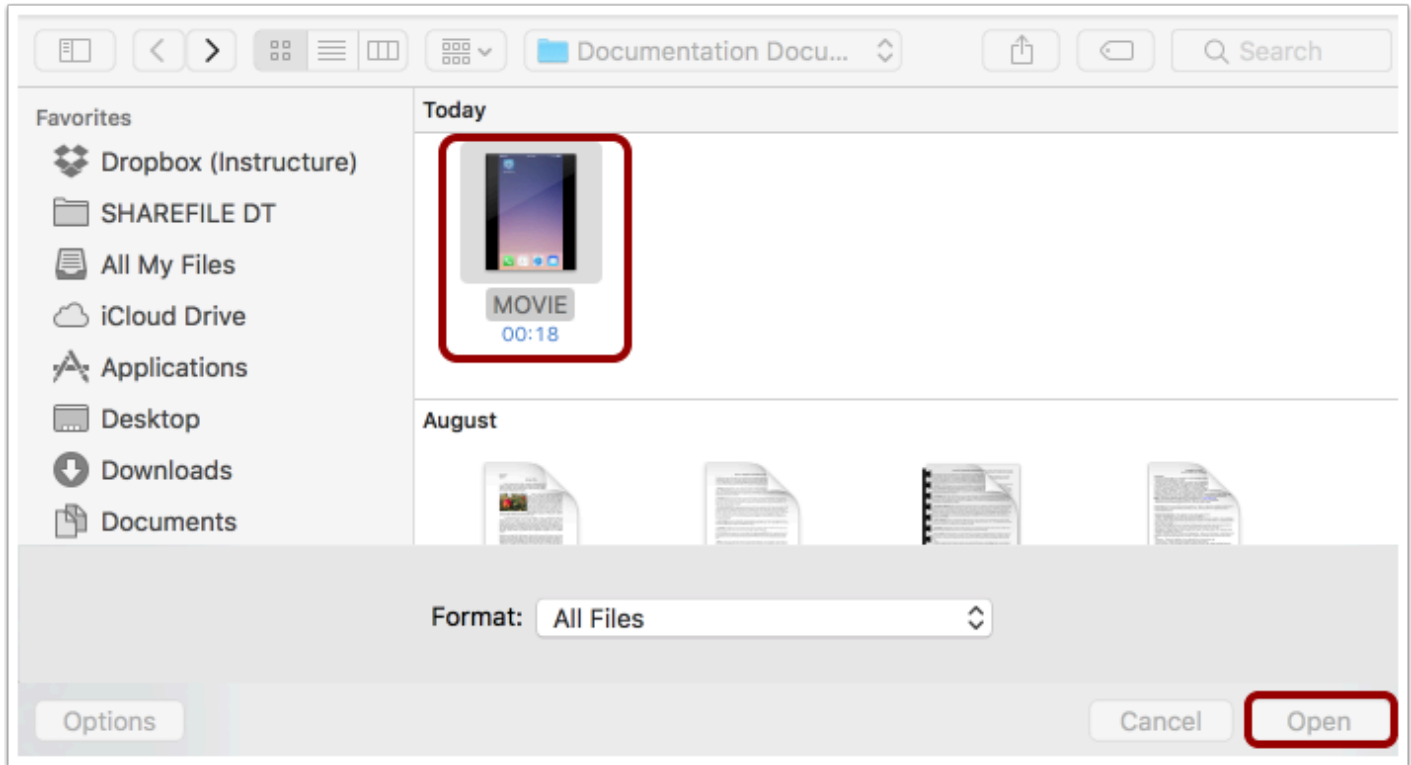 Documentation Docu...
Search
Favorites
Dropbox (Instructure)
SHAREFILE DT
All My Files
iCloud Drive
Applications
Desktop
Downloads
Documents
Today
MOVIE
00:18
August
Format: All Files
Options
Cancel
Open